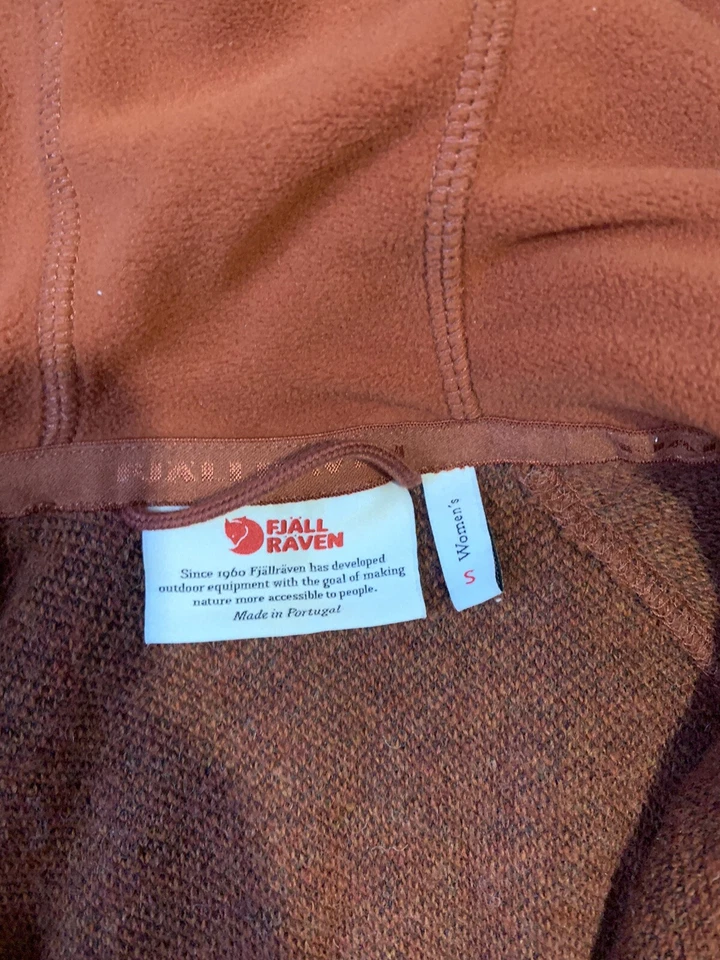 FJÄLL
RÄVEN
Since 1960 Fjällräven has developed
outdoor equipment with the goal of making
nature more accessible to people.
Made in Portugal
Women's
S